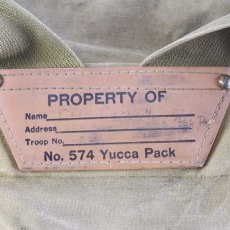 PROPERTY OF
Name
Address
Troop No.
No. 574 Yucca Pack